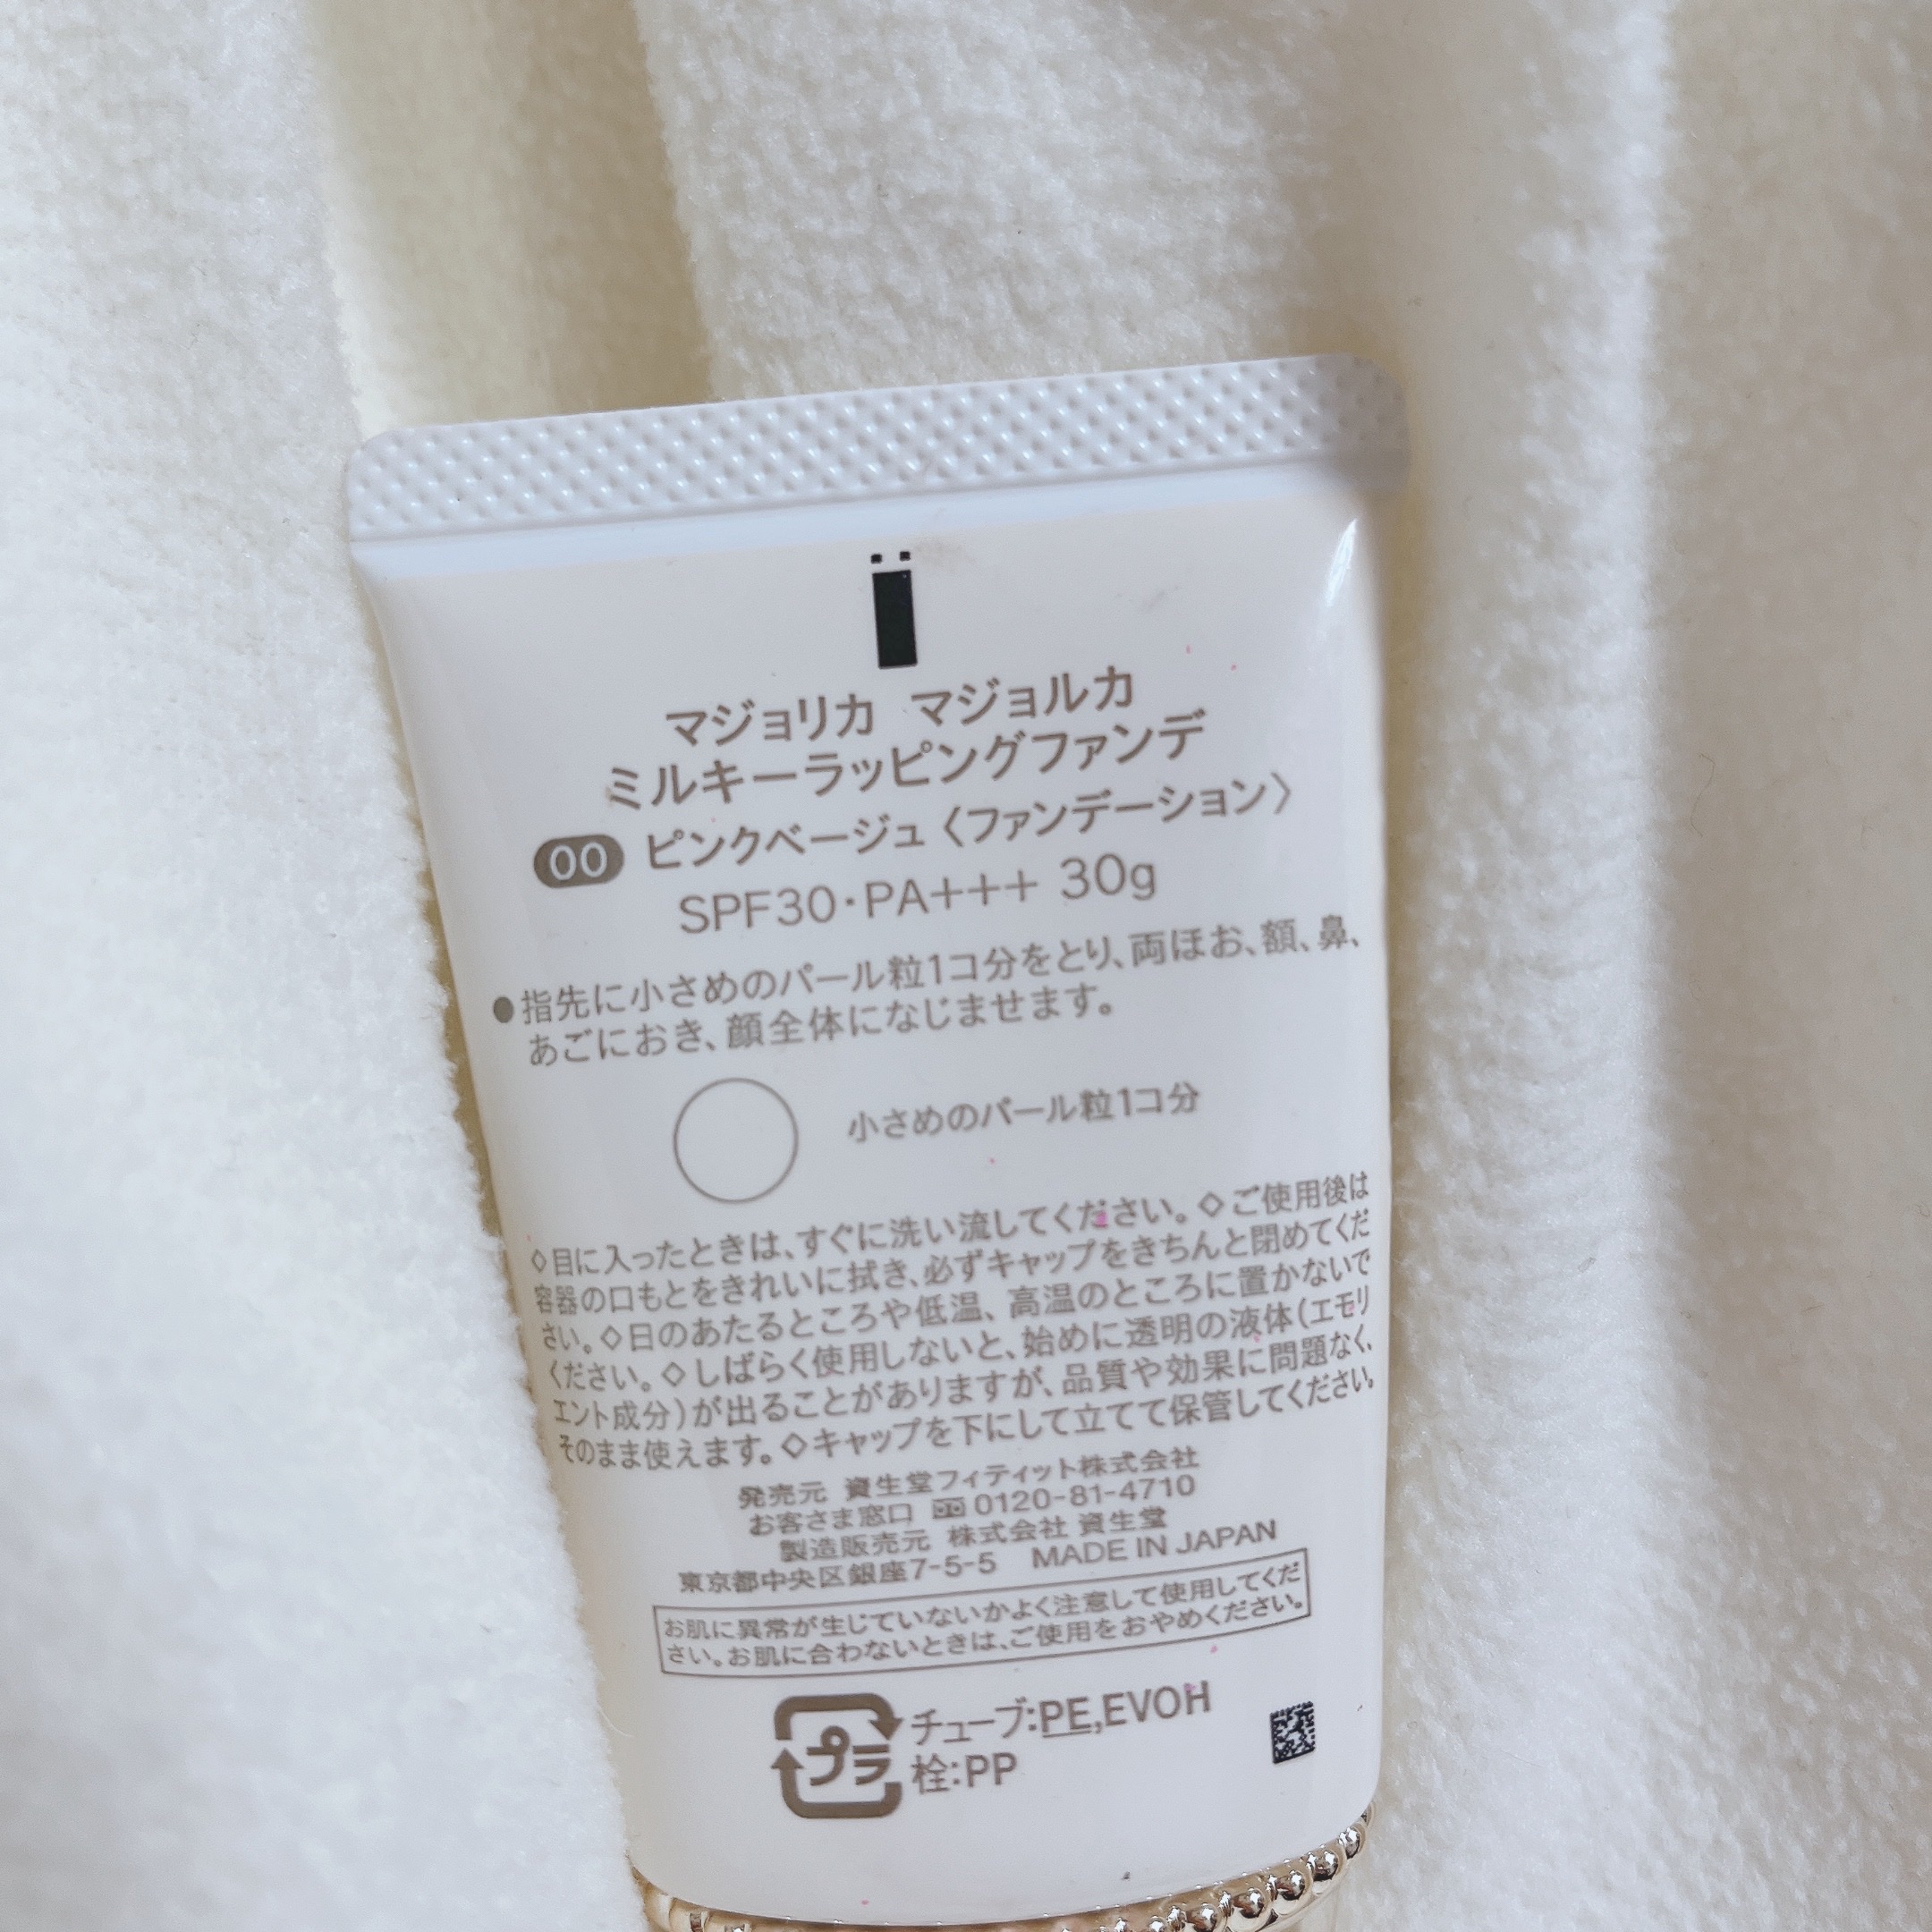 マジョリカ マジョルカ
ミルキーラッピングファンデ
00 ピンクベージュ〈ファンデーション〉
SPF30・PA+++ 30g
●指先に小さめのパール粒1コ分をとり、両ほお、額、鼻、
あごにおき、顔全体になじませます。
小さめのパール粒1コ分
◇目に入ったときは、すぐに洗い流してください。◇ご使用後は
容器の口もとをきれいに拭き、必ずキャップをきちんと閉めてくだ
さい。◇日のあたるところや低温、高温のところに置かないで
ください。◇しばらく使用しないと、始めに透明の液体(エモリ
エント成分)が出ることがありますが、品質や効果に問題なく、
そのまま使えます。◇キャップを下にして立てて保管してください。
発売元 資生堂フィティット株式会社
お客さま窓口 0120-81-4710
製造販売元 株式会社 資生堂
東京都中央区銀座7-5-5 MADE IN JAPAN
お肌に異常が生じていないかよく注意して使用してくだ
さい。お肌に合わないときは、ご使用をおやめください。
プラ
チューブ:PE,EVOH
栓:PP